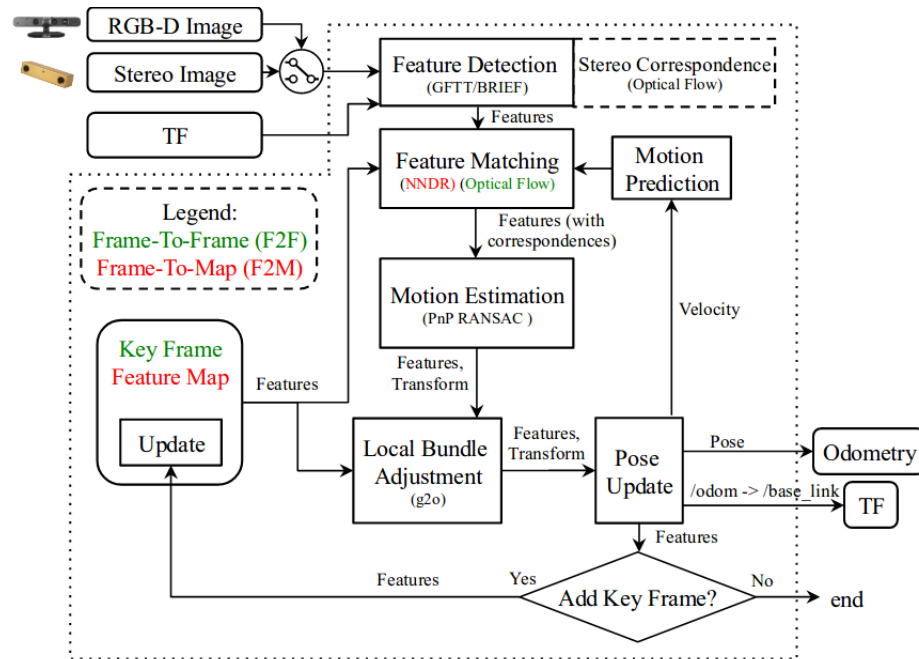 RGB-D Image
Stereo Image
TF
Feature Detection
(GFTT/BRIEF)
Stereo Correspondence
(Optical Flow)
Features
Feature Matching
(NNDR) (Optical Flow)
Motion
Prediction
Legend:
Frame-To-Frame (F2F)
Frame-To-Map (F2M)
Features (with
correspondences)
Motion Estimation
(PnP RANSAC )
Velocity
Key Frame
Feature Map
Update
Features
Features,
Transform
Local Bundle
Adjustment
(g2o)
Features,
Transform
Pose
Update
Pose
Odometry
/odom -> /base_link
TF
Features
Features
Yes
Add Key Frame?
No
end